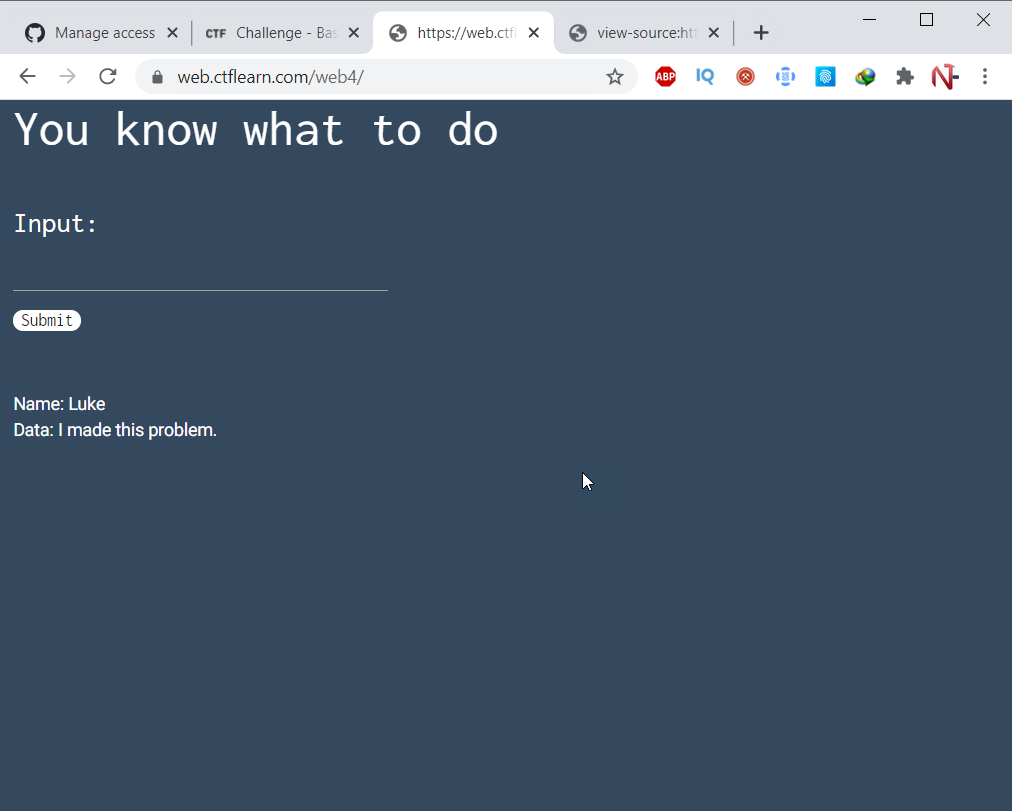 Manage access
CTF Challenge - Bas
https://web.ctfl
view-source:htt
web.ctflearn.com/web4/
ABP
IQ
N
You know what to do
Input:
Submit
Name: Luke
Data: I made this problem.